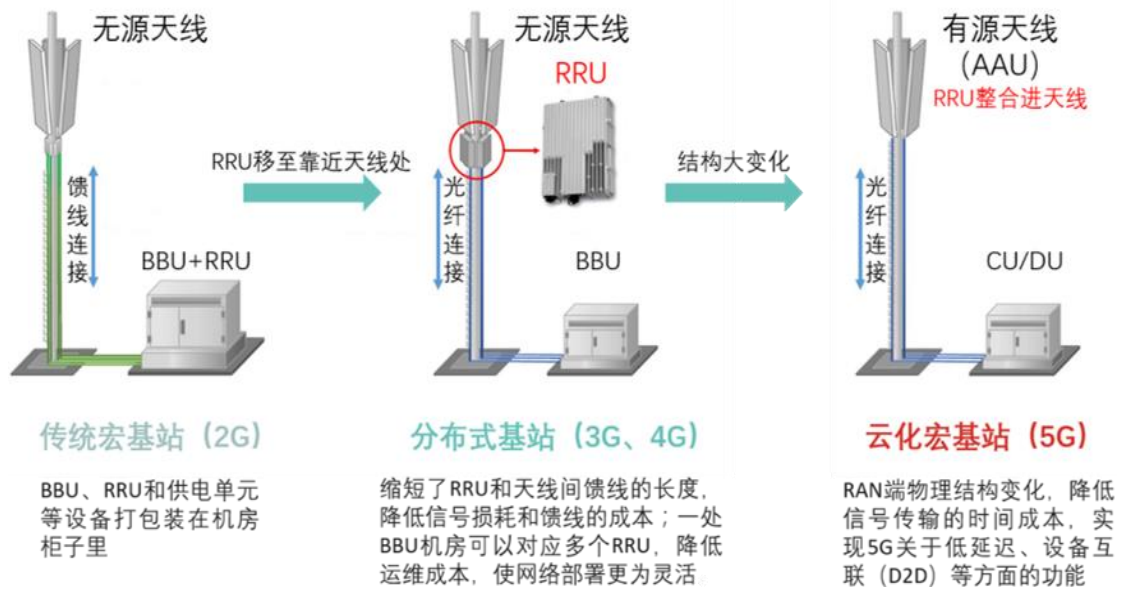 无源天线
馈线连接
BBU+RRU
传统宏基站（2G）
BBU、RRU和供电单元
等设备打包装在机房
柜子里
RRU移至靠近天线处
无源天线
RRU
光纤连接
BBU
分布式基站（3G、4G）
缩短了RRU和天线间馈线的长度，
降低信号损耗和馈线的成本；一处
BBU机房可以对应多个RRU，降低
运维成本，使网络部署更为灵活
结构大变化
有源天线
（AAU）
RRU整合进天线
光纤连接
CU/DU
云化宏基站（5G）
RAN端物理结构变化，降低
信号传输的时间成本，实
现5G关于低延迟、设备互
联（D2D）等方面的功能